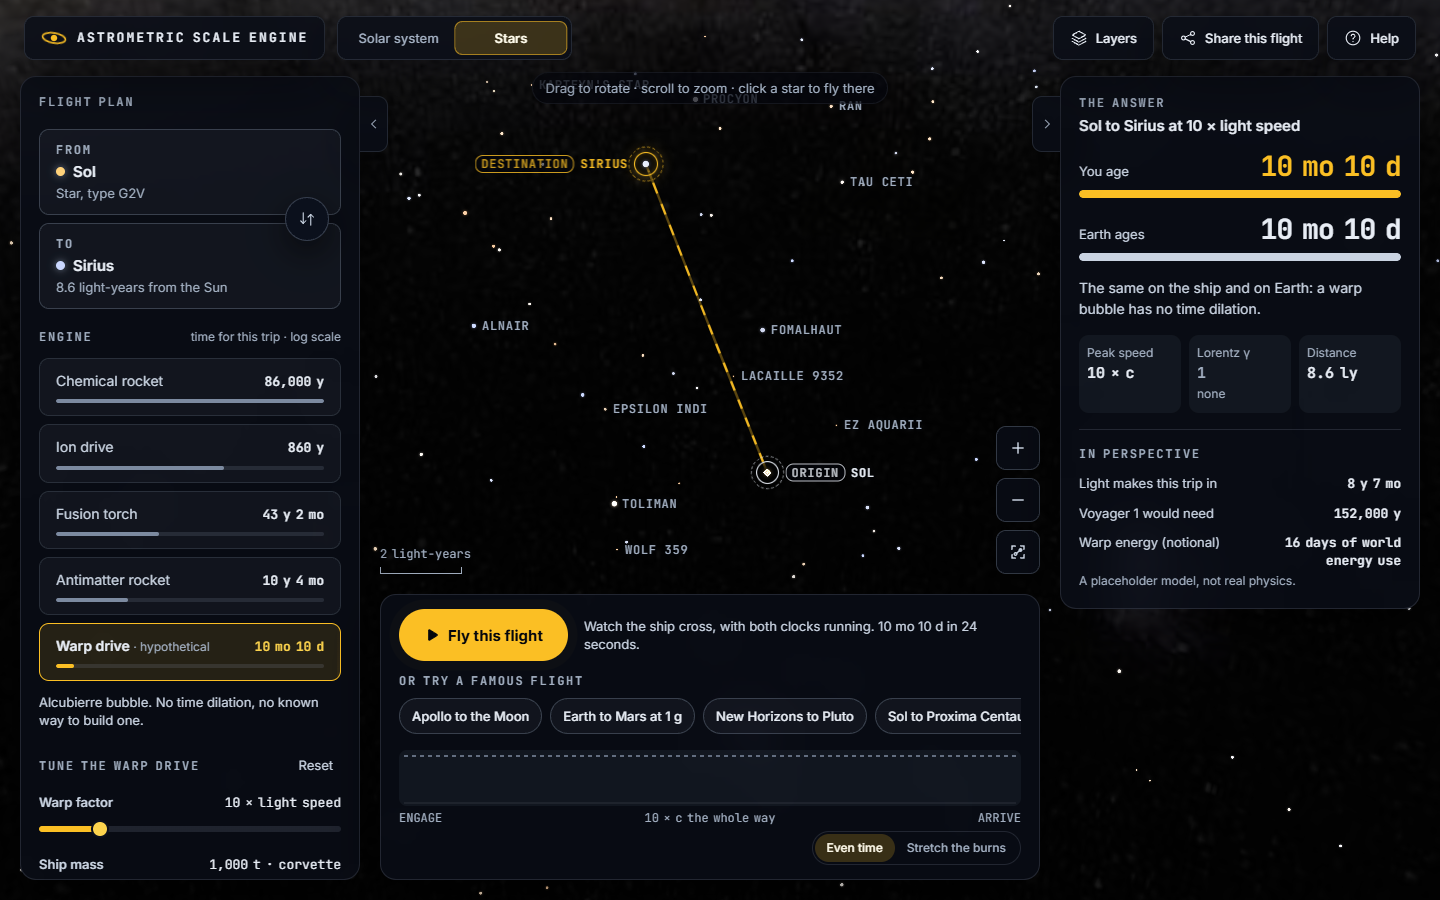 ASTROMETRIC SCALE ENGINE
Solar system
Stars
Layers
Share this flight
Help
FLIGHT PLAN
FROM
Sol
Star, type G2V
TO
Sirius
8.6 light-years from the Sun
ENGINE
time for this trip · log scale
Chemical rocket
86,000 y
Ion drive
860 y
Fusion torch
43 y 2 mo
Antimatter rocket
10 y 4 mo
Warp drive · hypothetical
10 mo 10 d
Alcubierre bubble. No time dilation, no known
way to build one.
TUNE THE WARP DRIVE
Reset
Warp factor
10 × light speed
Ship mass
1,000 t · corvette
KAPTEYN'S STAR
Drag to rotate · scroll to zoom · click a star to fly there
PROCYON
RAN
DESTINATION SIRIUS
TAU CETI
ALNAIR
FOMALHAUT
LACAILLE 9352
EPSILON INDI
EZ AQUARII
ORIGIN SOL
TOLIMAN
WOLF 359
2 light-years
Fly this flight
Watch the ship cross, with both clocks running. 10 mo 10 d in 24
seconds.
OR TRY A FAMOUS FLIGHT
Apollo to the Moon
Earth to Mars at 1 g
New Horizons to Pluto
Sol to Proxima Centau
ENGAGE
10 × c the whole way
ARRIVE
Even time
Stretch the burns
THE ANSWER
Sol to Sirius at 10 × light speed
You age
10 mo 10 d
Earth ages
10 mo 10 d
The same on the ship and on Earth: a warp
bubble has no time dilation.
Peak speed
10 × c
Lorentz γ
1
none
Distance
8.6 ly
IN PERSPECTIVE
Light makes this trip in
8 y 7 mo
Voyager 1 would need
152,000 y
Warp energy (notional)
16 days of world
energy use
A placeholder model, not real physics.